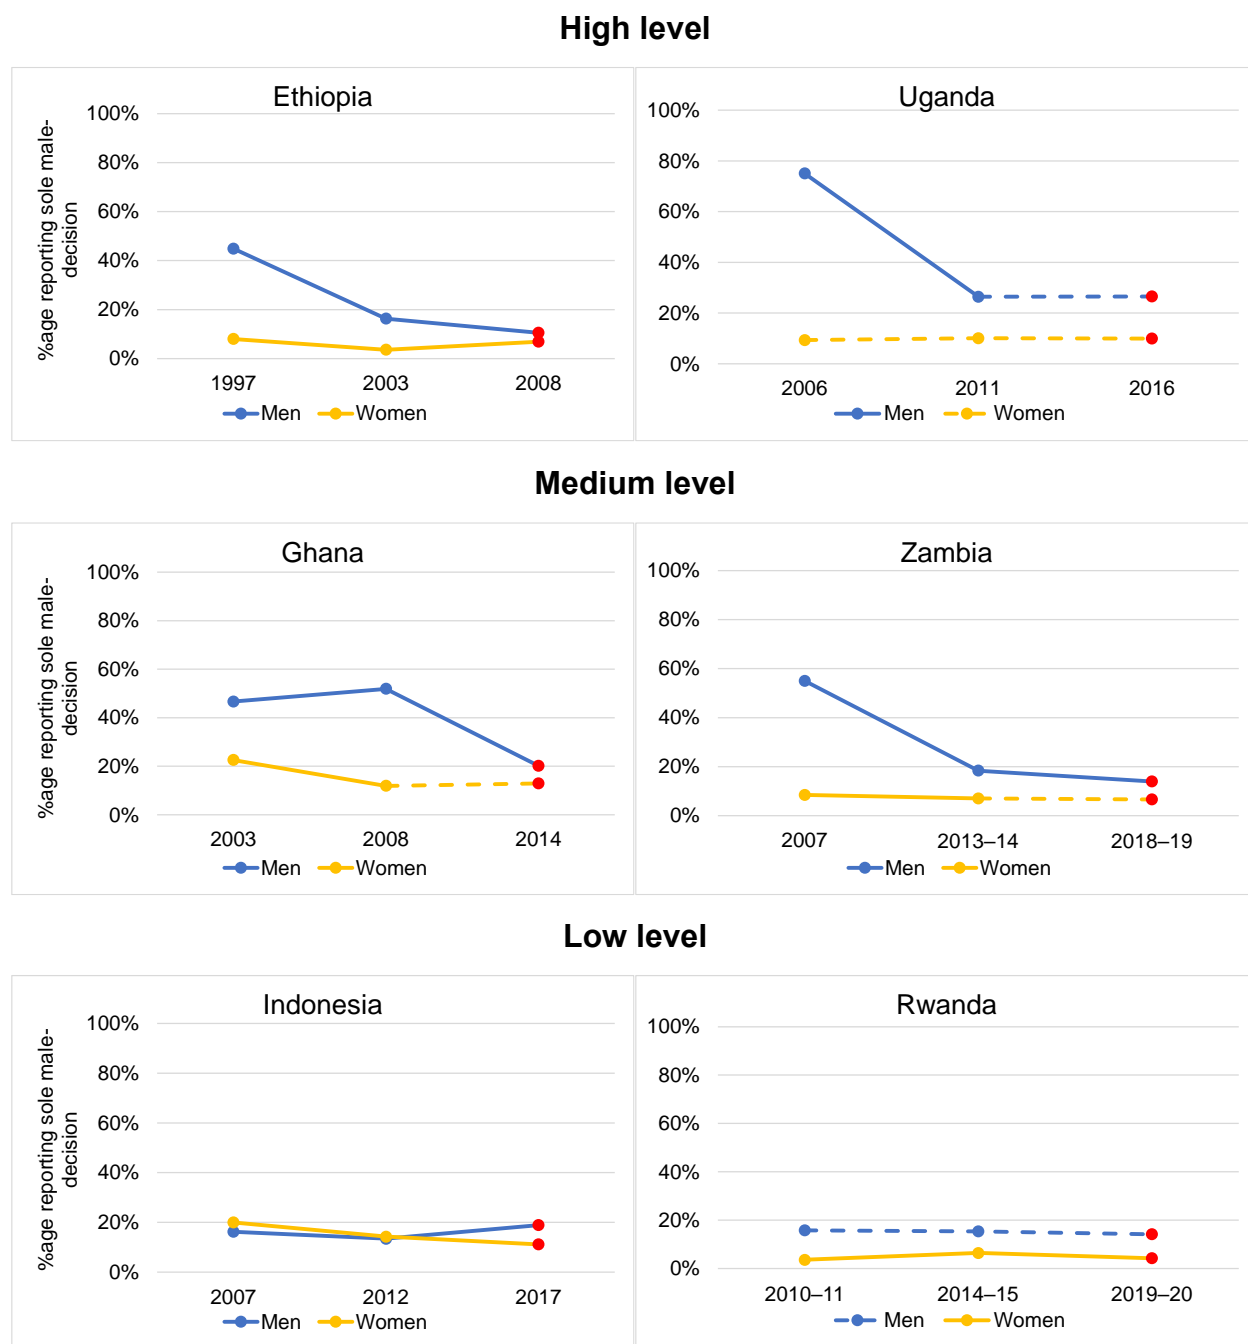 High level
Ethiopia
%age reporting sole male-
decision
100%
80%
60%
40%
20%
0%
1997 2003 2008
Men Women
Uganda
100%
80%
60%
40%
20%
0%
2006 2011 2016
Men Women
Medium level
Ghana
%age reporting sole male-
decision
100%
80%
60%
40%
20%
0%
2003 2008 2014
Men Women
Zambia
100%
80%
60%
40%
20%
0%
2007 2013–14 2018–19
Men Women
Low level
Indonesia
%age reporting sole male-
decision
100%
80%
60%
40%
20%
0%
2007 2012 2017
Men Women
Rwanda
100%
80%
60%
40%
20%
0%
2010–11 2014–15 2019–20
Men Women